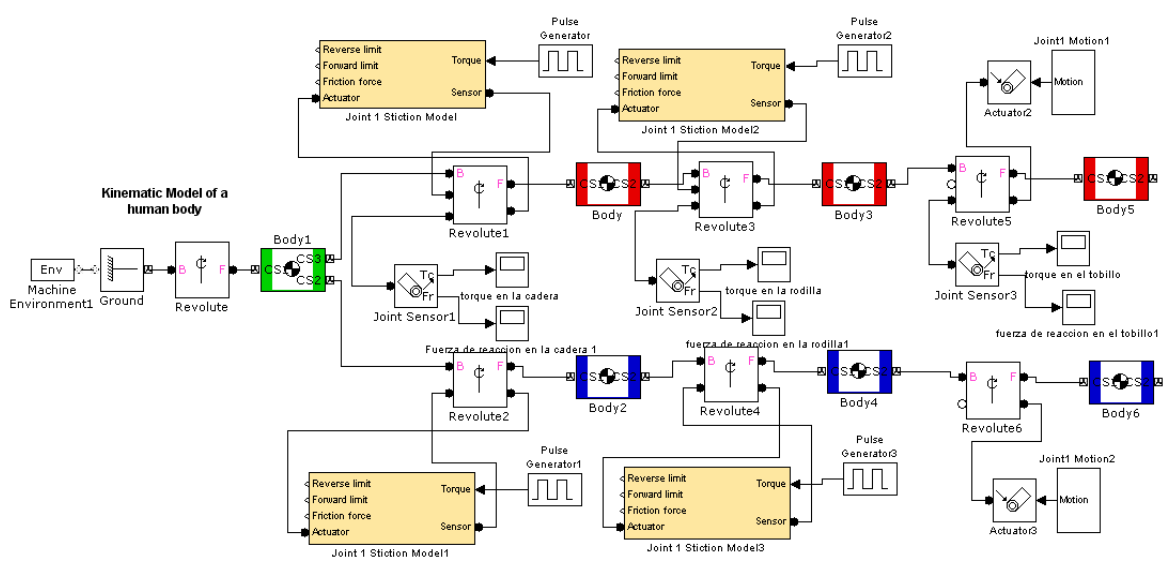 Pulse
Generator
Reverse limit
Forward limit
Friction force
Actuator
Torque
Sensor
Joint 1 Stiction Model
Pulse
Generator2
Reverse limit
Forward limit
Friction force
Actuator
Torque
Sensor
Joint 1 Stiction Model2
Joint1 Motion1
Motion
Actuator2
Kinematic Model of a
human body
Env
Machine
Environment1
Ground
B
F
Revolute
Body1
CS1
CS3
CS2
B
F
Revolute1
CS1 CS2
Body
B
F
Revolute3
CS1 CS2
Body3
B
F
Revolute5
CS1 CS2
Body5
Tc
Fr
Joint Sensor1
torque en la cadera
Fuerza de reaccion en la cadera 1
Tc
Fr
Joint Sensor2
torque en la rodilla
fuerza de reaccion en la rodilla1
Tc
Fr
Joint Sensor3
torque en el tobillo
fuerza de reaccion en el tobillo1
B
F
Revolute2
CS1 CS2
Body2
B
F
Revolute4
CS1 CS2
Body4
B
F
Revolute6
CS1 CS2
Body6
Pulse
Generator1
Reverse limit
Forward limit
Friction force
Actuator
Torque
Sensor
Joint 1 Stiction Model1
Pulse
Generator3
Reverse limit
Forward limit
Friction force
Actuator
Torque
Sensor
Joint 1 Stiction Model3
Joint1 Motion2
Motion
Actuator3